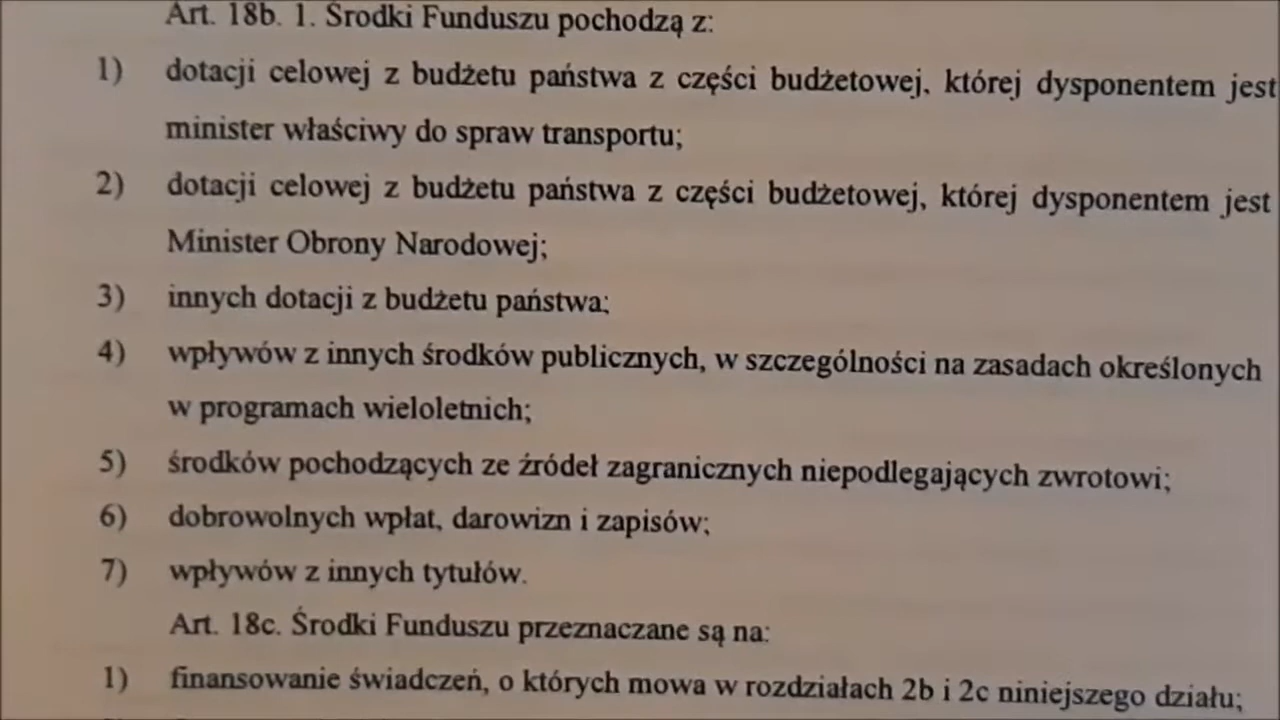 Art. 18b. 1. Środki Funduszu pochodzą z:
1) dotacji celowej z budżetu państwa z części budżetowej, której dysponentem jest
minister właściwy do spraw transportu;
2) dotacji celowej z budżetu państwa z części budżetowej, której dysponentem jest
Minister Obrony Narodowej;
3) innych dotacji z budżetu państwa;
4) wpływów z innych środków publicznych, w szczególności na zasadach określonych
w programach wieloletnich;
5) środków pochodzących ze źródeł zagranicznych niepodlegających zwrotowi;
6) dobrowolnych wpłat, darowizn i zapisów;
7) wpływów z innych tytułów.
Art. 18c. Środki Funduszu przeznaczane są na:
1) finansowanie świadczeń, o których mowa w rozdziałach 2b i 2c niniejszego działu;